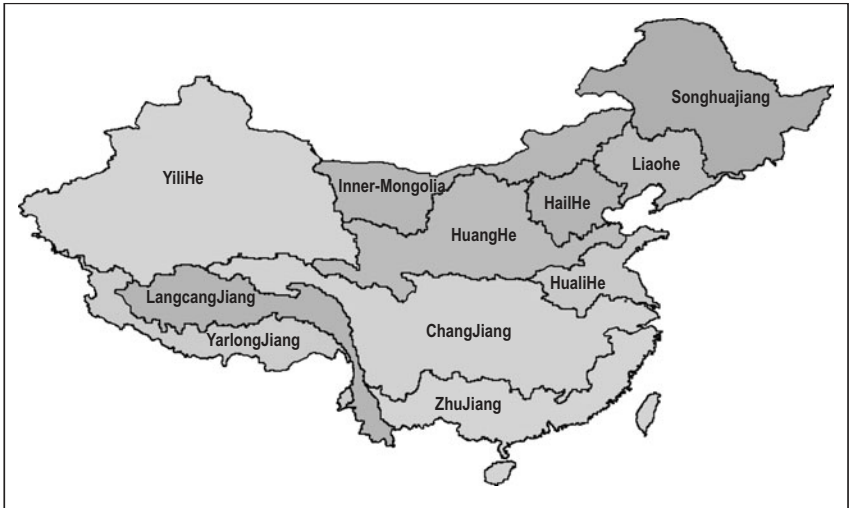 Songhuajiang
Liaohe
YiliHe
Inner-Mongolia
HailHe
HuangHe
HualiHe
LangcangJiang
ChangJiang
YarlongJiang
ZhuJiang